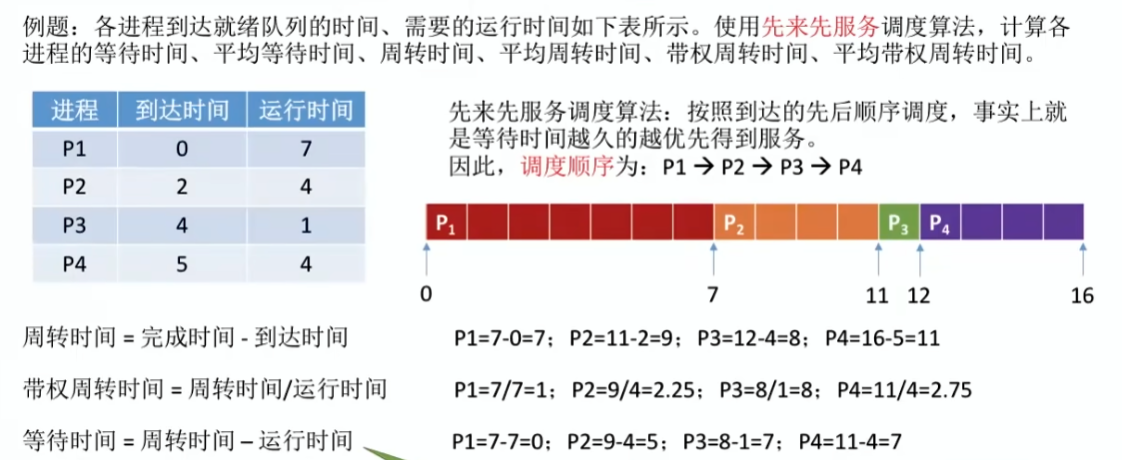 例题：各进程到达就绪队列的时间、需要的运行时间如下表所示。使用先来先服务调度算法，计算各
进程的等待时间、平均等待时间、周转时间、平均周转时间、带权周转时间、平均带权周转时间。
进程 到达时间 运行时间
P1 0 7
P2 2 4
P3 4 1
P4 5 4
先来先服务调度算法：按照到达的先后顺序调度，事实上就
是等待时间越久的越优先得到服务。
因此，调度顺序为：P1 → P2 → P3 → P4
P1 P2 P3 P4
0 7 11 12 16
周转时间 = 完成时间 - 到达时间 P1=7-0=7；P2=11-2=9；P3=12-4=8；P4=16-5=11
带权周转时间 = 周转时间/运行时间 P1=7/7=1；P2=9/4=2.25；P3=8/1=8；P4=11/4=2.75
等待时间 = 周转时间 – 运行时间 P1=7-7=0；P2=9-4=5；P3=8-1=7；P4=11-4=7